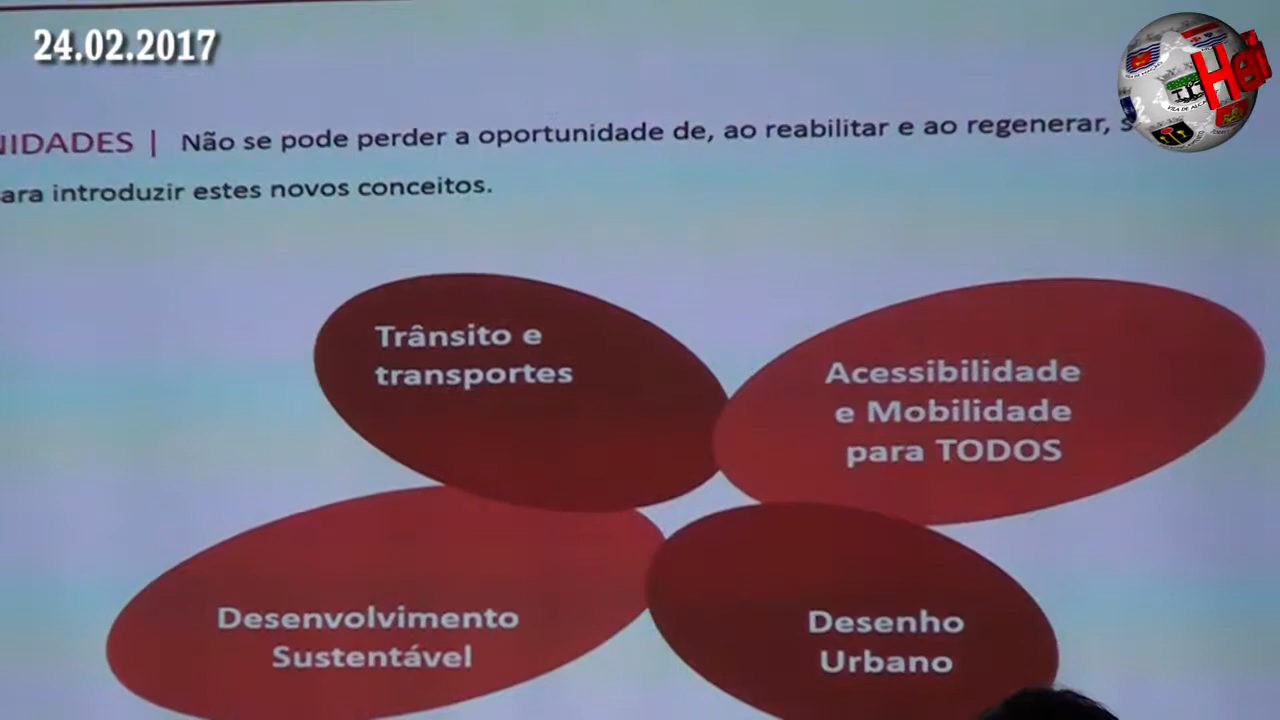 24.02.2017
NIDADES | Não se pode perder a oportunidade de, ao reabilitar e ao regenerar,
ara introduzir estes novos conceitos.
Trânsito e
transportes
Acessibilidade
e Mobilidade
para TODOS
Desenvolvimento
Sustentável
Desenho
Urbano